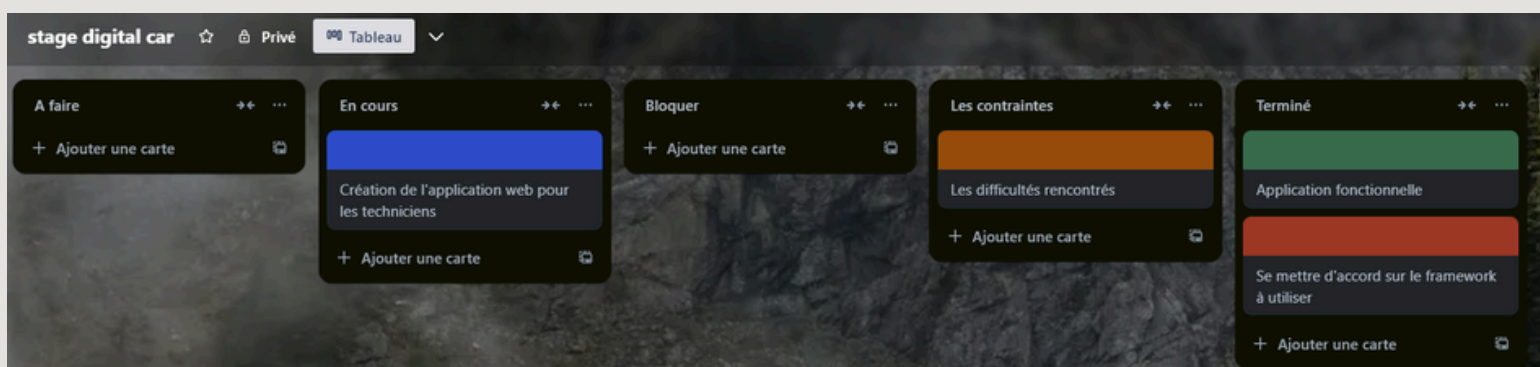 stage digital car Privé Tableau
A faire
Ajouter une carte
En cours
Création de l'application web pour
les techniciens
Ajouter une carte
Bloquer
Ajouter une carte
Les contraintes
Les difficultés rencontrés
Ajouter une carte
Terminé
Application fonctionnelle
Se mettre d'accord sur le framework
à utiliser
Ajouter une carte